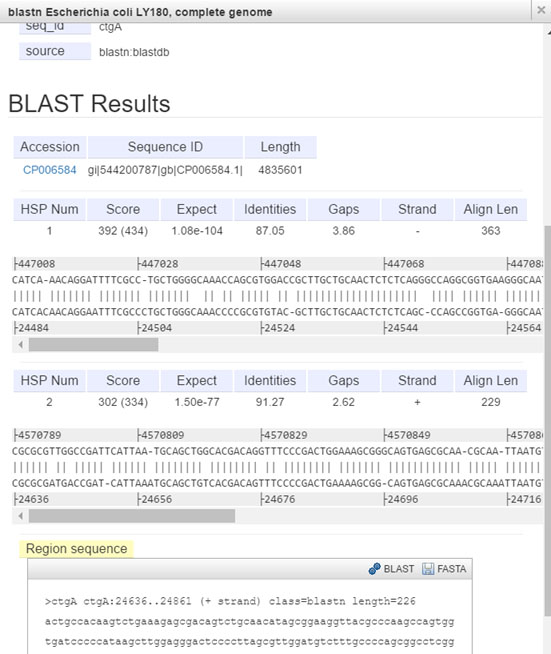 blastn Escherichia coli LY180, complete genome
seq_id ctgA
source blastn:blastdb
BLAST Results
Accession Sequence ID Length
CP006584 gi|544200787|gb|CP006584.1| 4835601
HSP Num Score Expect Identities Gaps Strand Align Len
1 392 (434) 1.08e-104 87.05 3.86 - 363
447008 447028 447048 447068 44708
CATCA-AACAGGATTTTCGCC-TGCTGGGGCAAACCAGCGTGGACCGCTTGCTGCAACTCTCTCAGGGCCAGGCGGTGAAGGGCAA
CATCACAACAGGAATTTCGCCCTGCTGGGCAAACCCCGCGTGTAC-GCTTGCTGCAACTCTCTCAGC-CCAGCCGGTGA-GGGCAA
24484 24504 24524 24544 24564
HSP Num Score Expect Identities Gaps Strand Align Len
2 302 (334) 1.50e-77 91.27 2.62 + 229
4570789 4570809 4570829 4570849 45708
CGCGCGTTGGCCGATTCATTAA-TGCAGCTGGCACGACAGGTTTCCCGACTGGAAAGCGGGCAGTGAGCGCAA-CGCAA-TTAATG
CGCGCGATGACCGAT-CATTAAATGCAGCTGTCACGACAGTTTCCCCGACTGAAAAGCGG-CAGTGAGCGCAAACGCAAATTAATG
24636 24656 24676 24696 24716
Region sequence
BLAST FASTA
>ctgA ctgA:24636..24861 (+ strand) class=blastn length=226
actgccacaagtctgaaagagcgacagtctgcaacatagcggaaggttacgcccaagccagtgg
tgatcccccataagcttggagggactccccttaagcgttggatgtctttgccccagcggcctcgg